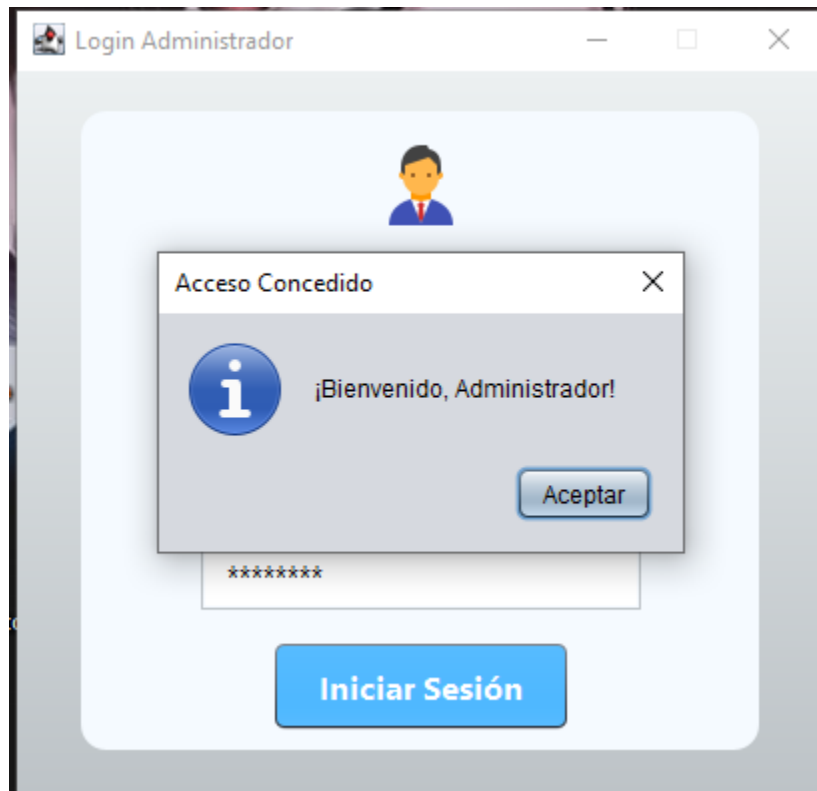 Login Administrador
Acceso Concedido
¡Bienvenido, Administrador!
Aceptar
********
Iniciar Sesión